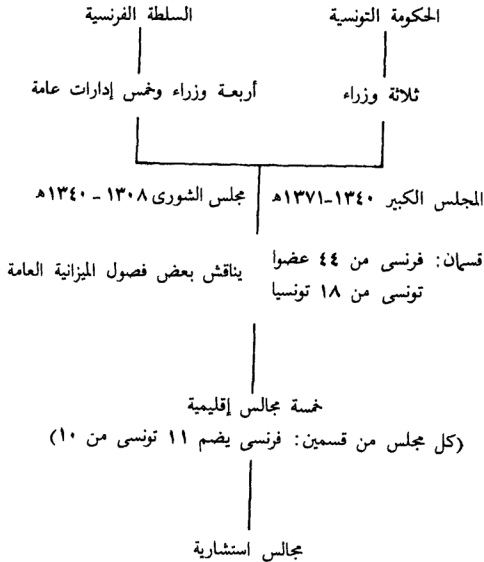 الحكومة التونسية
السلطة الفرنسية
ثلاثة وزراء
أربعة وزراء وخمس إدارات عامة
المجلس الكبير ١٣٤٠-١٣٧١ه
مجلس الشورى ١٣٠٨ - ١٣٤٠ه
قسمان: فرنسى من ٤٤ عضوا
تونسى من ١٨ تونسيا
يناقش بعض فصول الميزانية العامة
خمسة مجالس إقليمية
(كل مجلس من قسمين: فرنسى يضم ١١ تونسى من ١٠)
مجالس استشارية